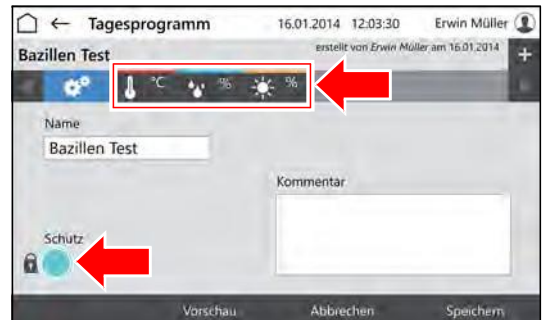 ← Tagesprogramm 16.01.2014 12:03:30 Erwin Müller
Bazillen Test erstellt von Erwin Müller am 16.01.2014 +
°C % %
Name
Bazillen Test
Kommentar
Schutz
Vorschau Abbrechen Speichern